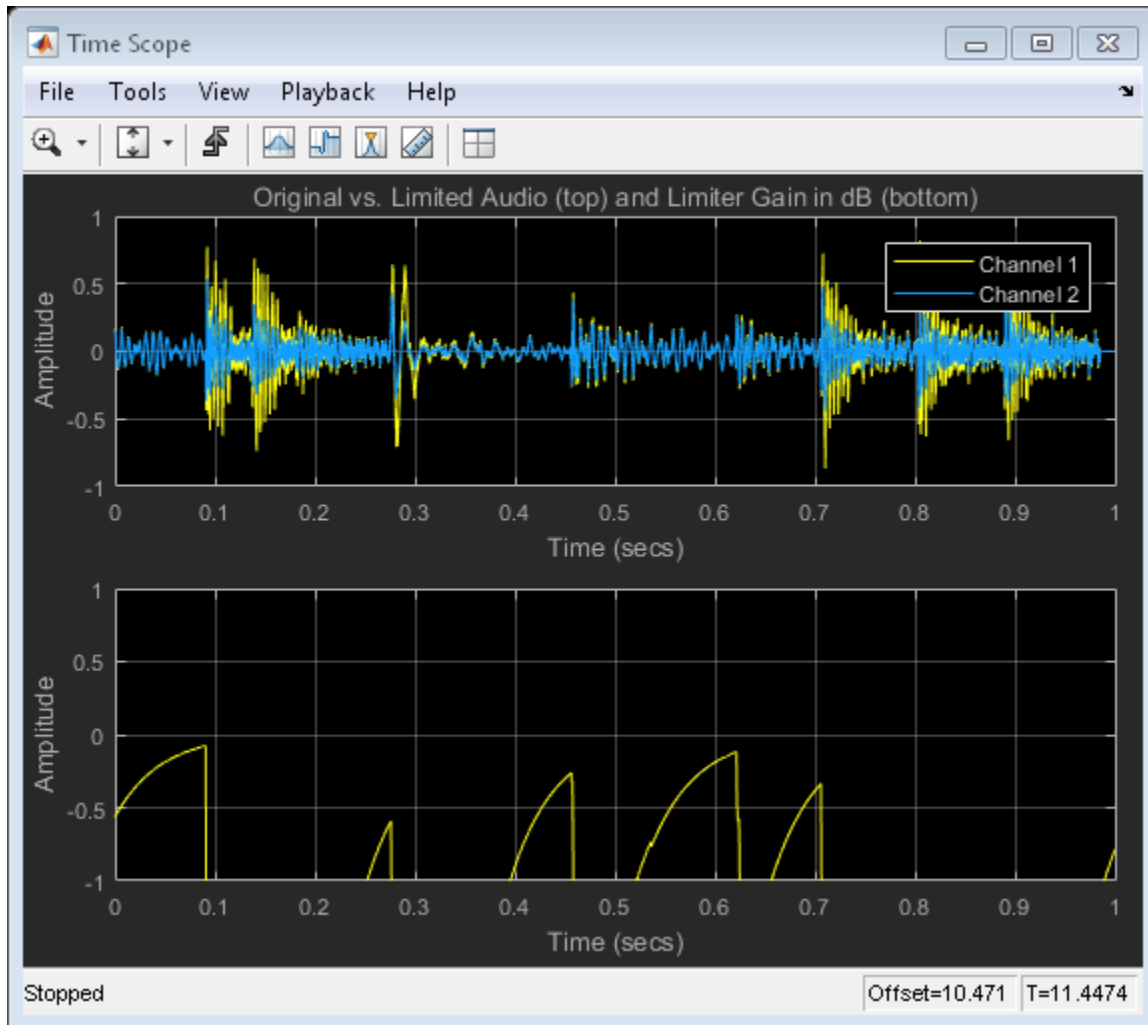 Time Scope
File Tools View Playback Help
Original vs. Limited Audio (top) and Limiter Gain in dB (bottom)
1
0.5
0
-0.5
-1
Amplitude
Channel 1
Channel 2
0 0.1 0.2 0.3 0.4 0.5 0.6 0.7 0.8 0.9 1
Time (secs)
1
0.5
0
-0.5
-1
Amplitude
0 0.1 0.2 0.3 0.4 0.5 0.6 0.7 0.8 0.9 1
Time (secs)
Stopped Offset=10.471 T=11.4474